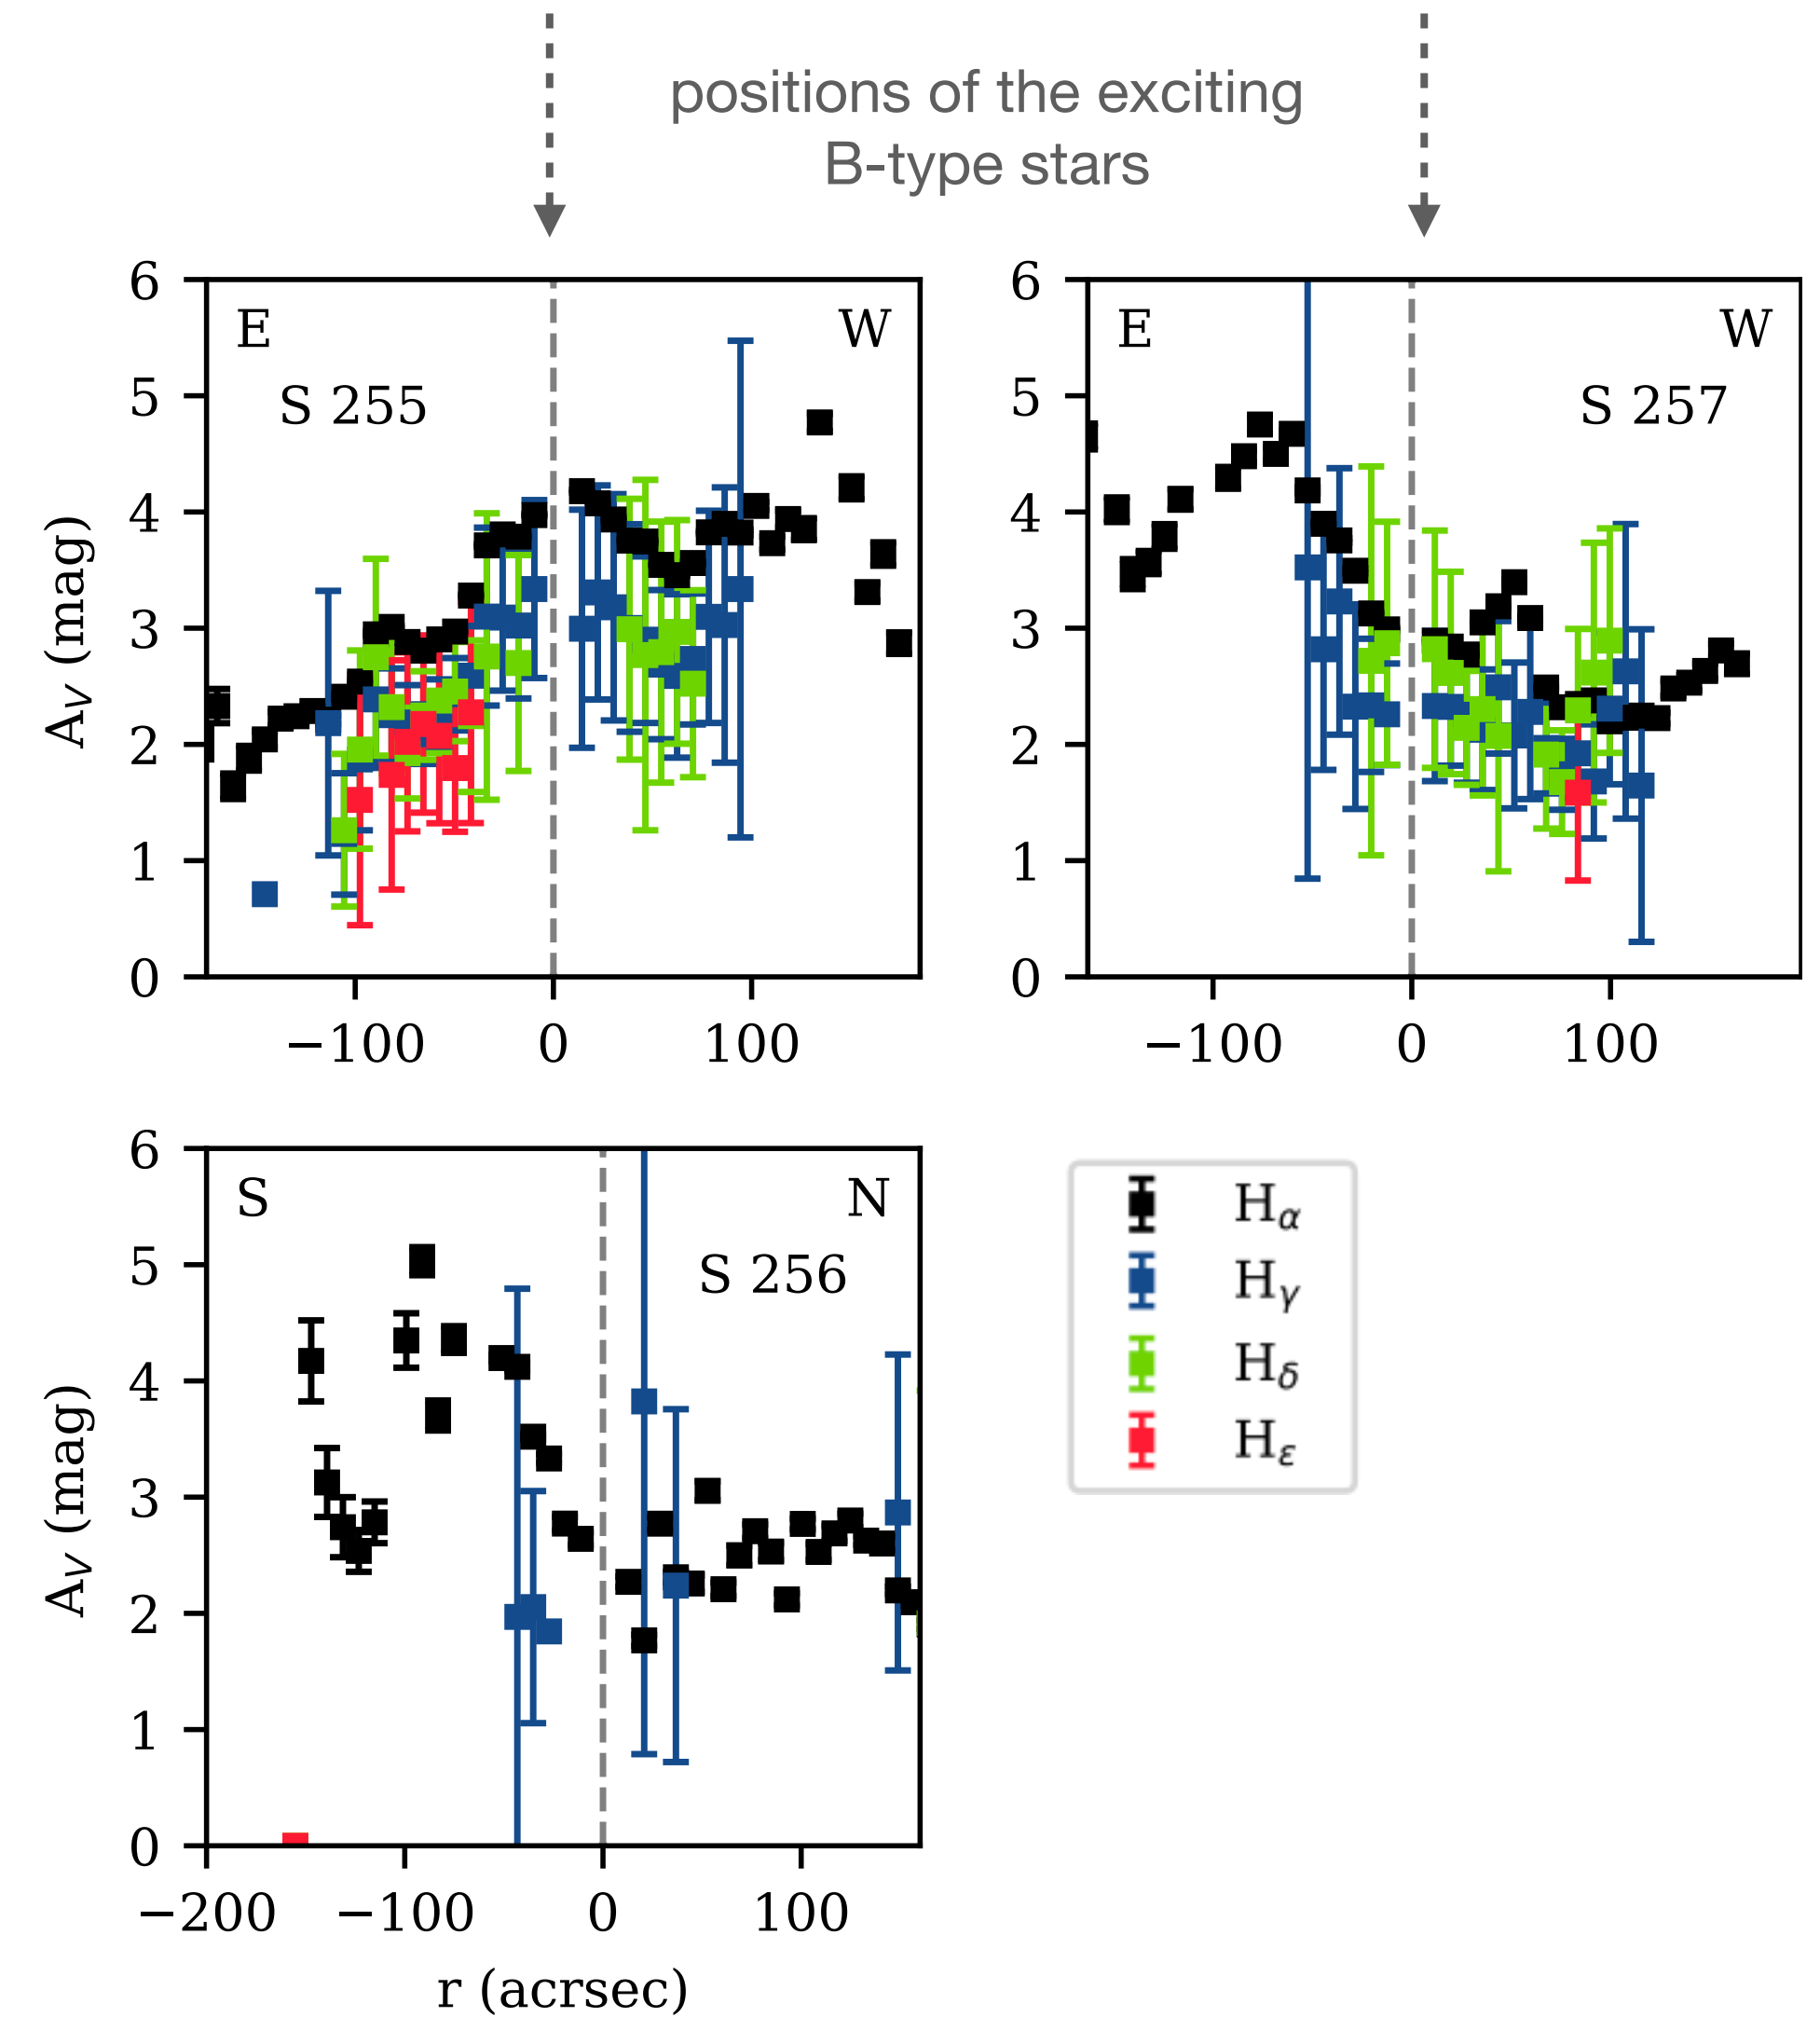 positions of the exciting
B-type stars
6
E
W
S 255
5
4
3
2
1
0
A_V (mag)
−100
0
100
6
E
W
S 257
5
4
3
2
1
0
−100
0
100
6
S
N
S 256
5
4
3
2
1
0
A_V (mag)
−200
−100
0
100
r (acrsec)
H_α
H_γ
H_δ
H_ε